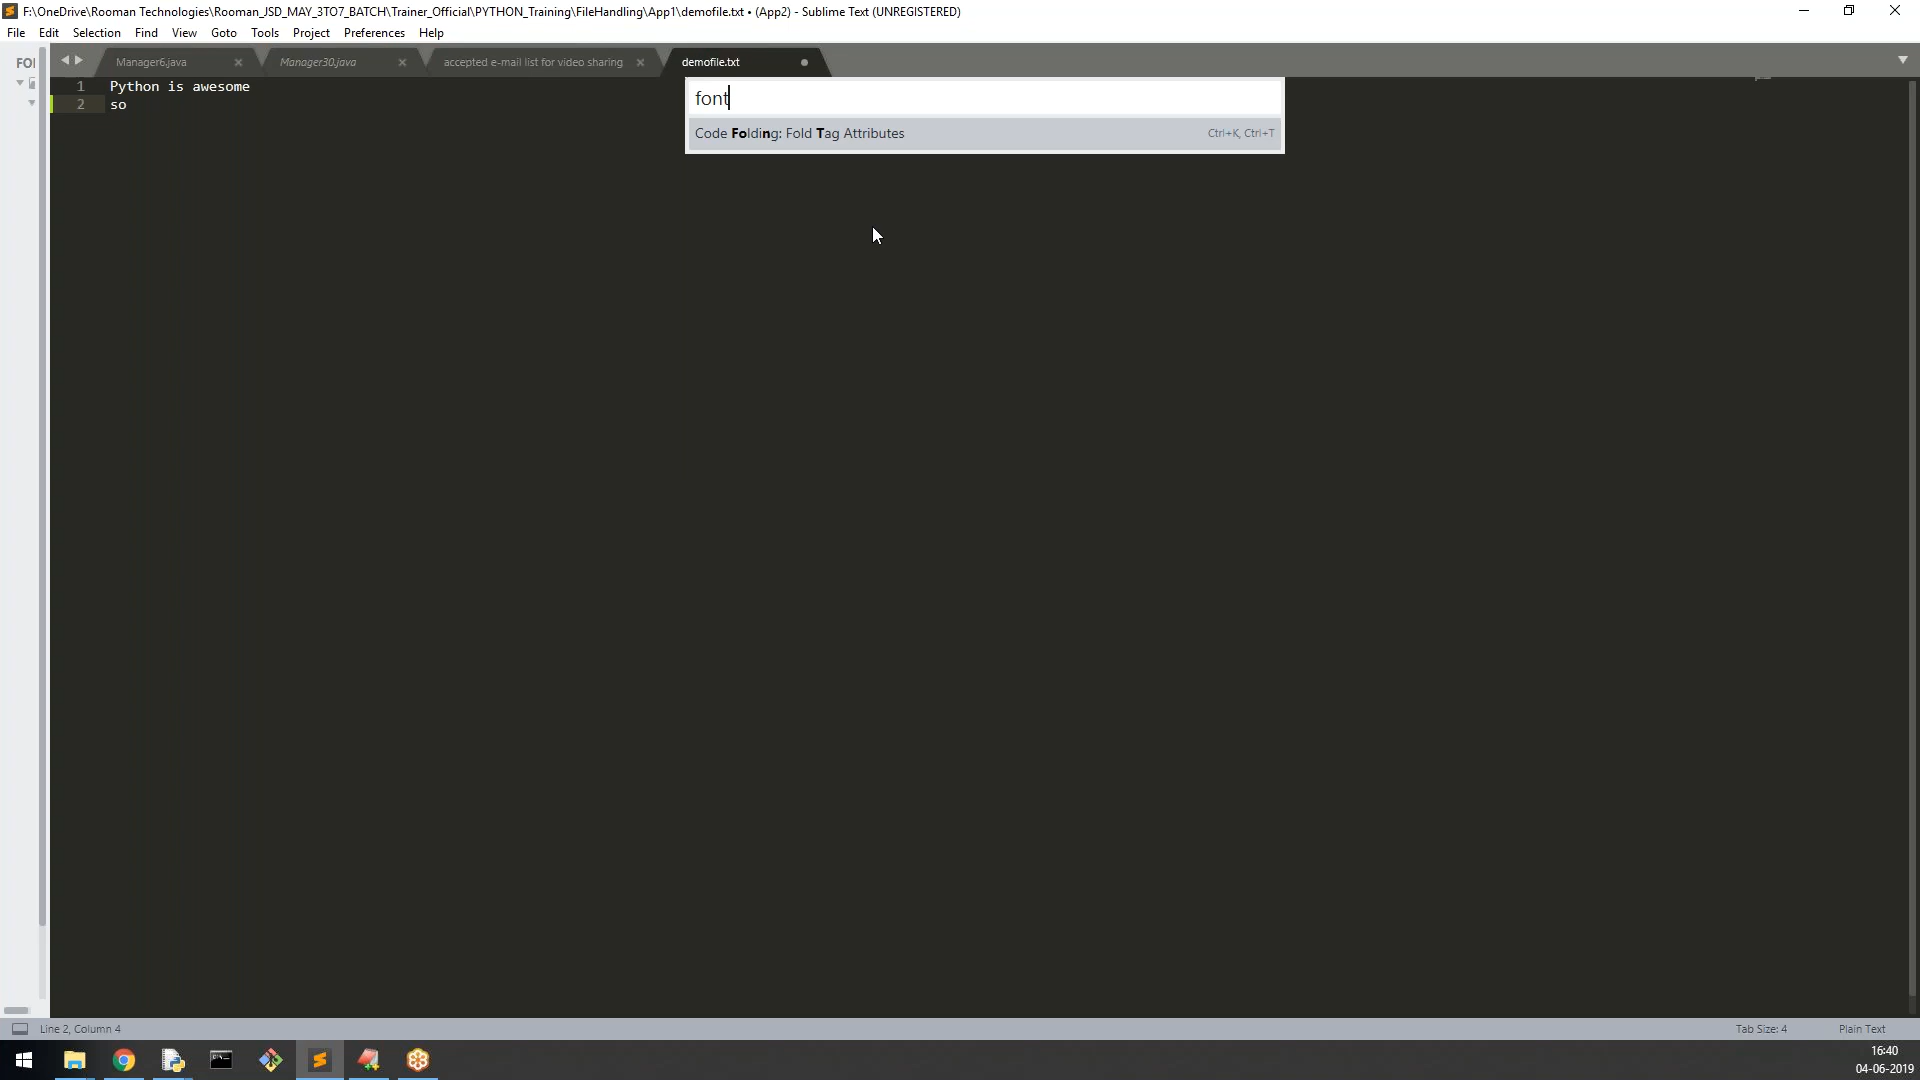 F:\OneDrive\Rooman Technologies\Rooman_JSD_MAY_3TO7_BATCH\Trainer_Official\PYTHON_Training\FileHandling\App1\demofile.txt • (App2) - Sublime Text (UNREGISTERED)
File Edit Selection Find View Goto Tools Project Preferences Help
FOI
Manager6.java
Manager30.java
accepted e-mail list for video sharing
demofile.txt
1 Python is awesome
2 so
font
Code Folding: Fold Tag Attributes Ctrl+K, Ctrl+T
Line 2, Column 4
Tab Size: 4
Plain Text
16:40
04-06-2019